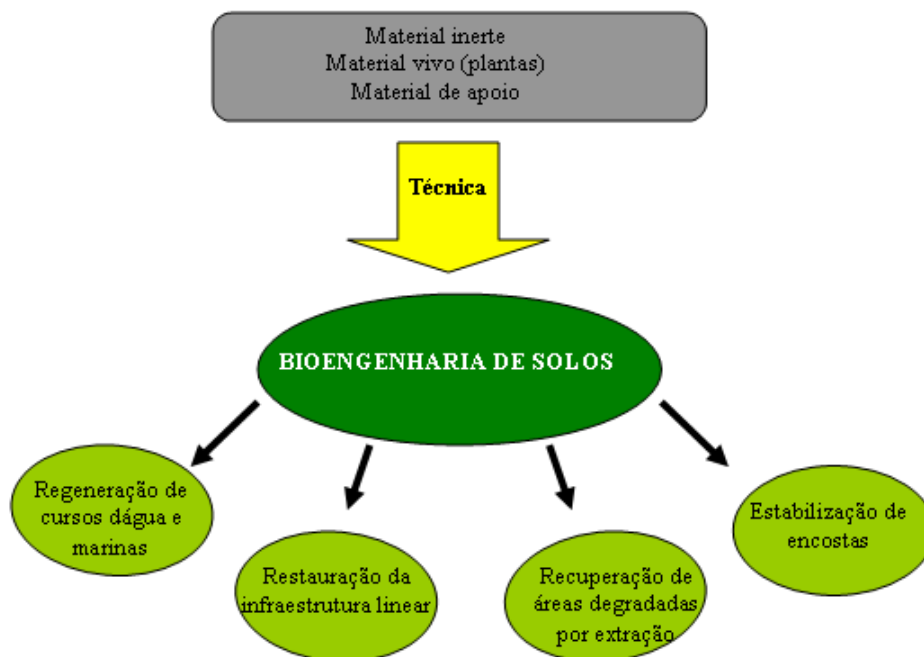 Material inerte
Material vivo (plantas)
Material de apoio
Técnica
BIOENGENHARIA DE SOLOS
Regeneração de
cursos dágua e
marinas
Restauração da
infraestrutura linear
Recuperação de
áreas degradadas
por extração
Estabilização de
encostas